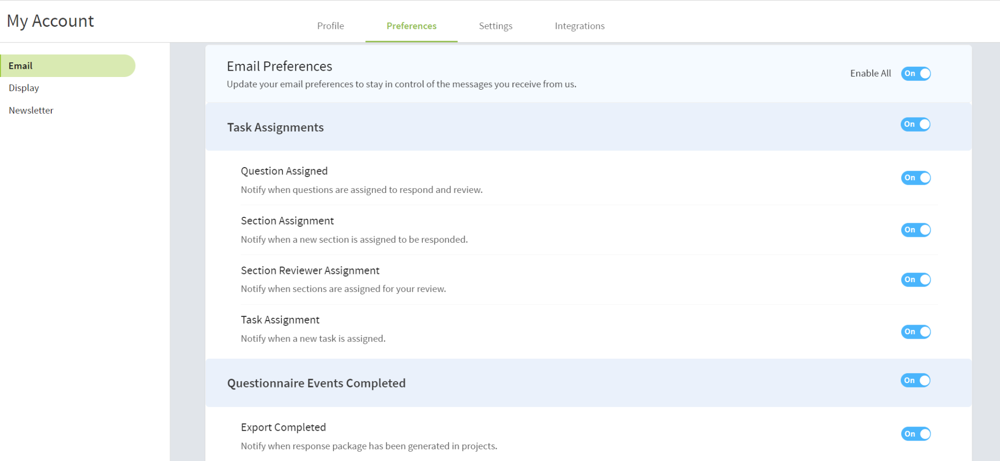 My Account
Profile
Preferences
Settings
Integrations
Email
Display
Newsletter
Email Preferences
Update your email preferences to stay in control of the messages you receive from us.
Enable All
On
Task Assignments
On
Question Assigned
Notify when questions are assigned to respond and review.
On
Section Assignment
Notify when a new section is assigned to be responded.
On
Section Reviewer Assignment
Notify when sections are assigned for your review.
On
Task Assignment
Notify when a new task is assigned.
On
Questionnaire Events Completed
On
Export Completed
Notify when response package has been generated in projects.
On